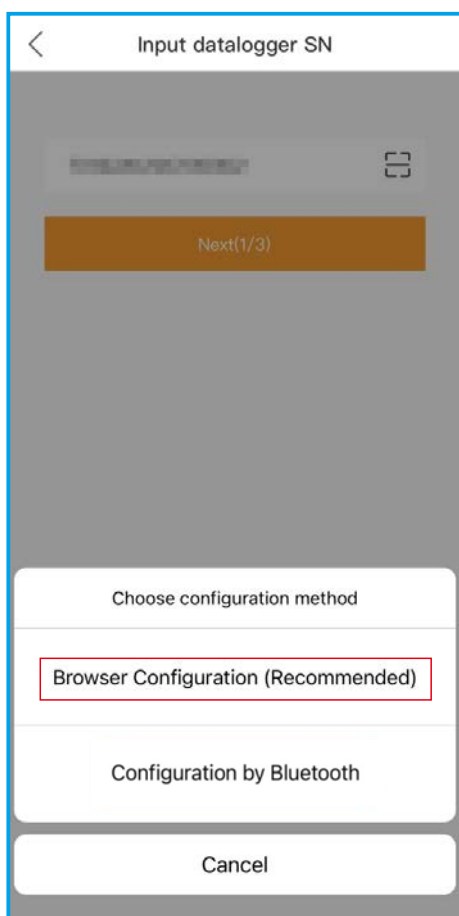 Input datalogger SN
Next(1/3)
Choose configuration method
Browser Configuration (Recommended)
Configuration by Bluetooth
Cancel